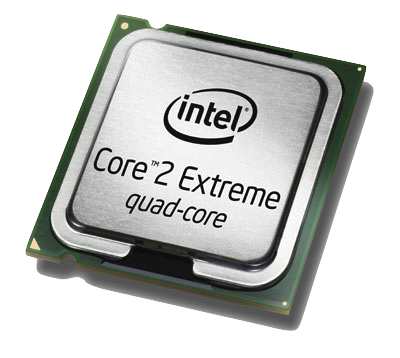 intel
Core™2 Extreme
quad-core